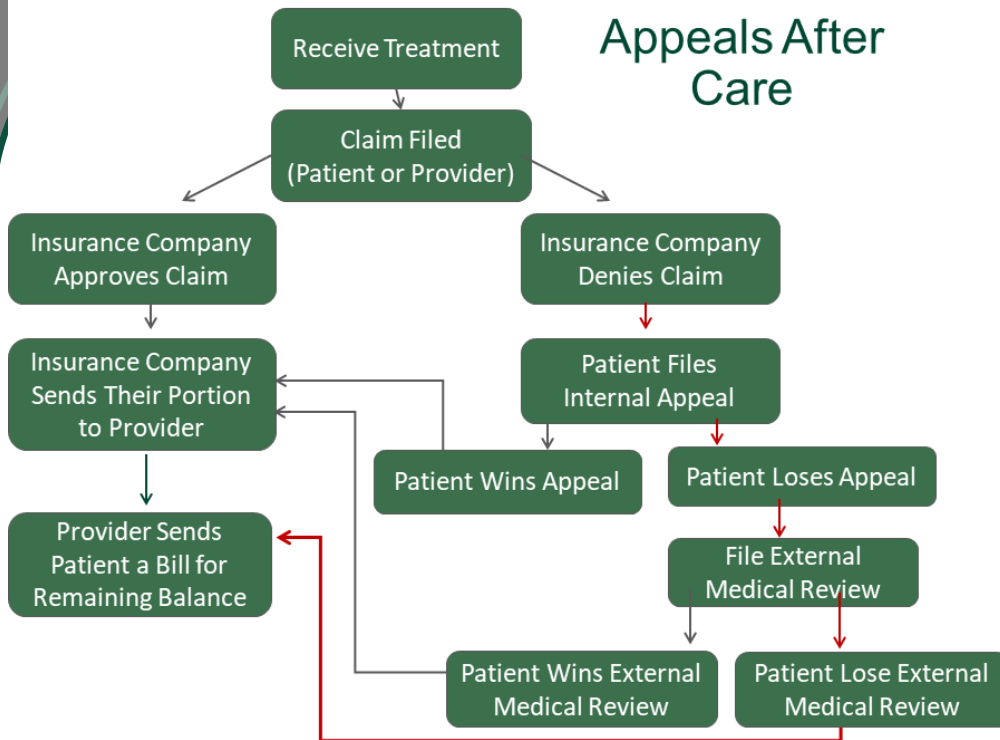 Appeals After
Care
Receive Treatment
Claim Filed
(Patient or Provider)
Insurance Company
Approves Claim
Insurance Company
Denies Claim
Insurance Company
Sends Their Portion
to Provider
Patient Files
Internal Appeal
Patient Wins Appeal
Patient Loses Appeal
Provider Sends
Patient a Bill for
Remaining Balance
File External
Medical Review
Patient Wins External
Medical Review
Patient Lose External
Medical Review